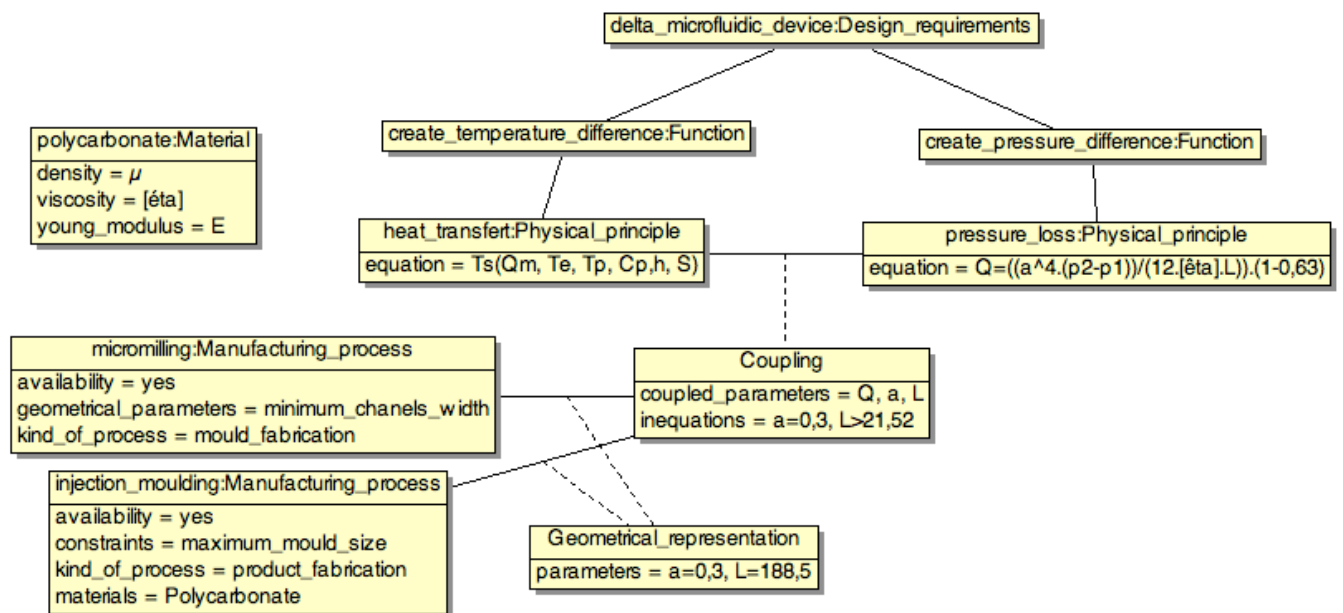 delta_microfluidic_device:Design_requirements
create_temperature_difference:Function
create_pressure_difference:Function
polycarbonate:Material
density = µ
viscosity = [éta]
young_modulus = E
heat_transfert:Physical_principle
equation = Ts(Qm, Te, Tp, Cp,h, S)
pressure_loss:Physical_principle
equation = Q=((a^4.(p2-p1))/(12.[êta].L)).(1-0,63)
micromilling:Manufacturing_process
availability = yes
geometrical_parameters = minimum_chanels_width
kind_of_process = mould_fabrication
Coupling
coupled_parameters = Q, a, L
inequations = a=0,3, L>21,52
injection_moulding:Manufacturing_process
availability = yes
constraints = maximum_mould_size
kind_of_process = product_fabrication
materials = Polycarbonate
Geometrical_representation
parameters = a=0,3, L=188,5